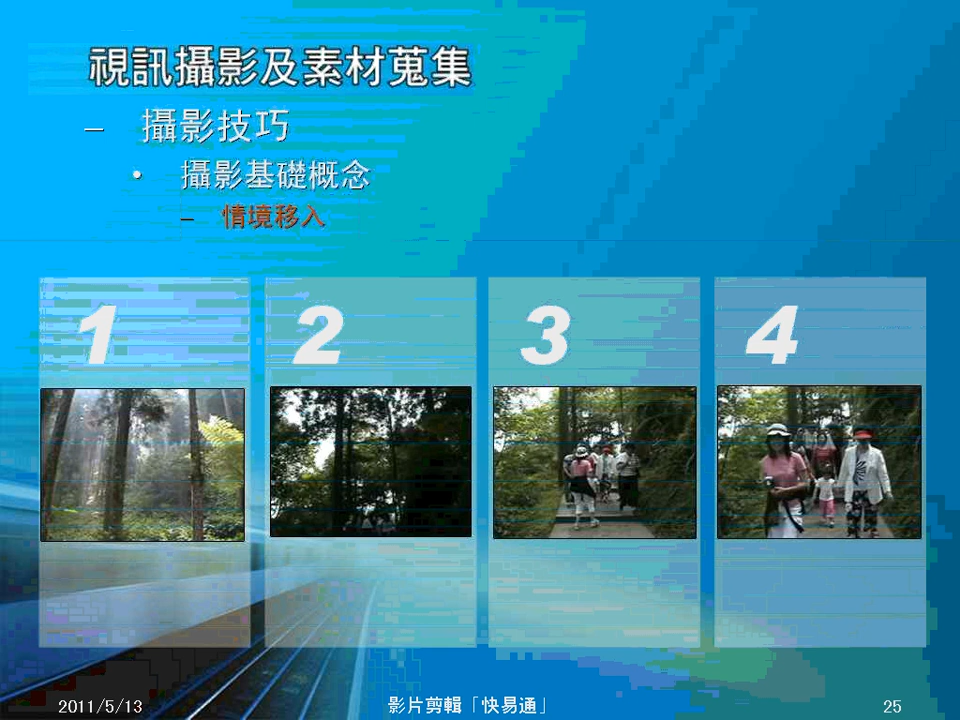 視訊攝影及素材蒐集
– 攝影技巧
• 攝影基礎概念
– 情境移入
1 2 3 4
2011/5/13 影片剪輯「快易通」 25